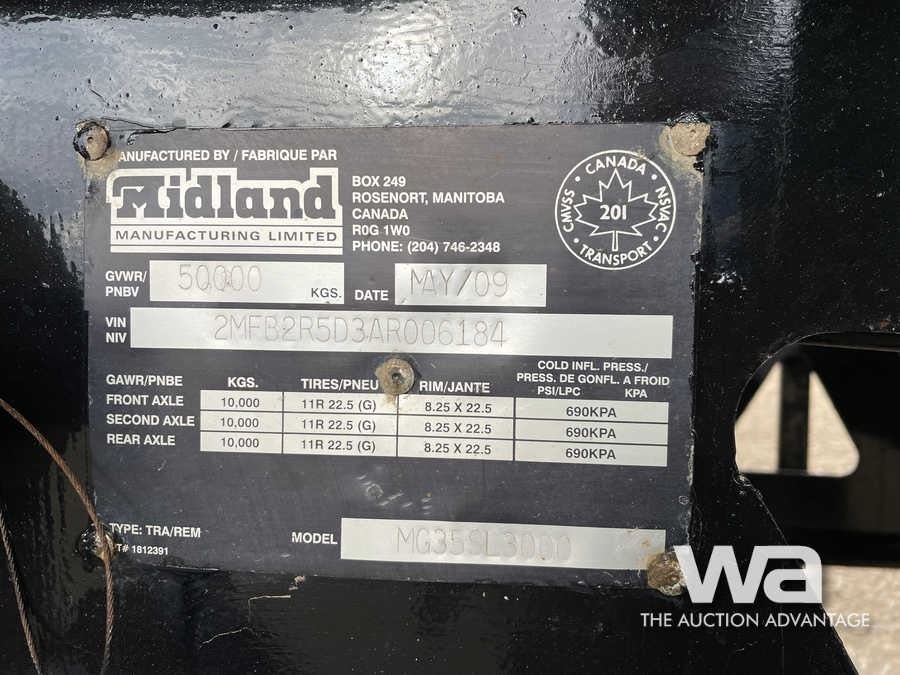 ANUFACTURED BY / FABRIQUE PAR
Midland
MANUFACTURING LIMITED
BOX 249
ROSENORT, MANITOBA
CANADA
R0G 1W0
PHONE: (204) 746-2348
CANADA
CMVSS
201
NSVAC
TRANSPORT
GVWR/
PNBV
50000
KGS.
DATE
MAY/09
VIN
NIV
2MFB2R5D3AR006184
GAWR/PNBE KGS. TIRES/PNEU RIM/JANTE
COLD INFL. PRESS./
PRESS. DE GONFL. A FROID
PSI/LPC KPA
FRONT AXLE 10,000 11R 22.5 (G) 8.25 X 22.5 690KPA
SECOND AXLE 10,000 11R 22.5 (G) 8.25 X 22.5 690KPA
REAR AXLE 10,000 11R 22.5 (G) 8.25 X 22.5 690KPA
TYPE: TRA/REM
MODEL MG35SL3000
T# 1812391
wa
THE AUCTION ADVANTAGE